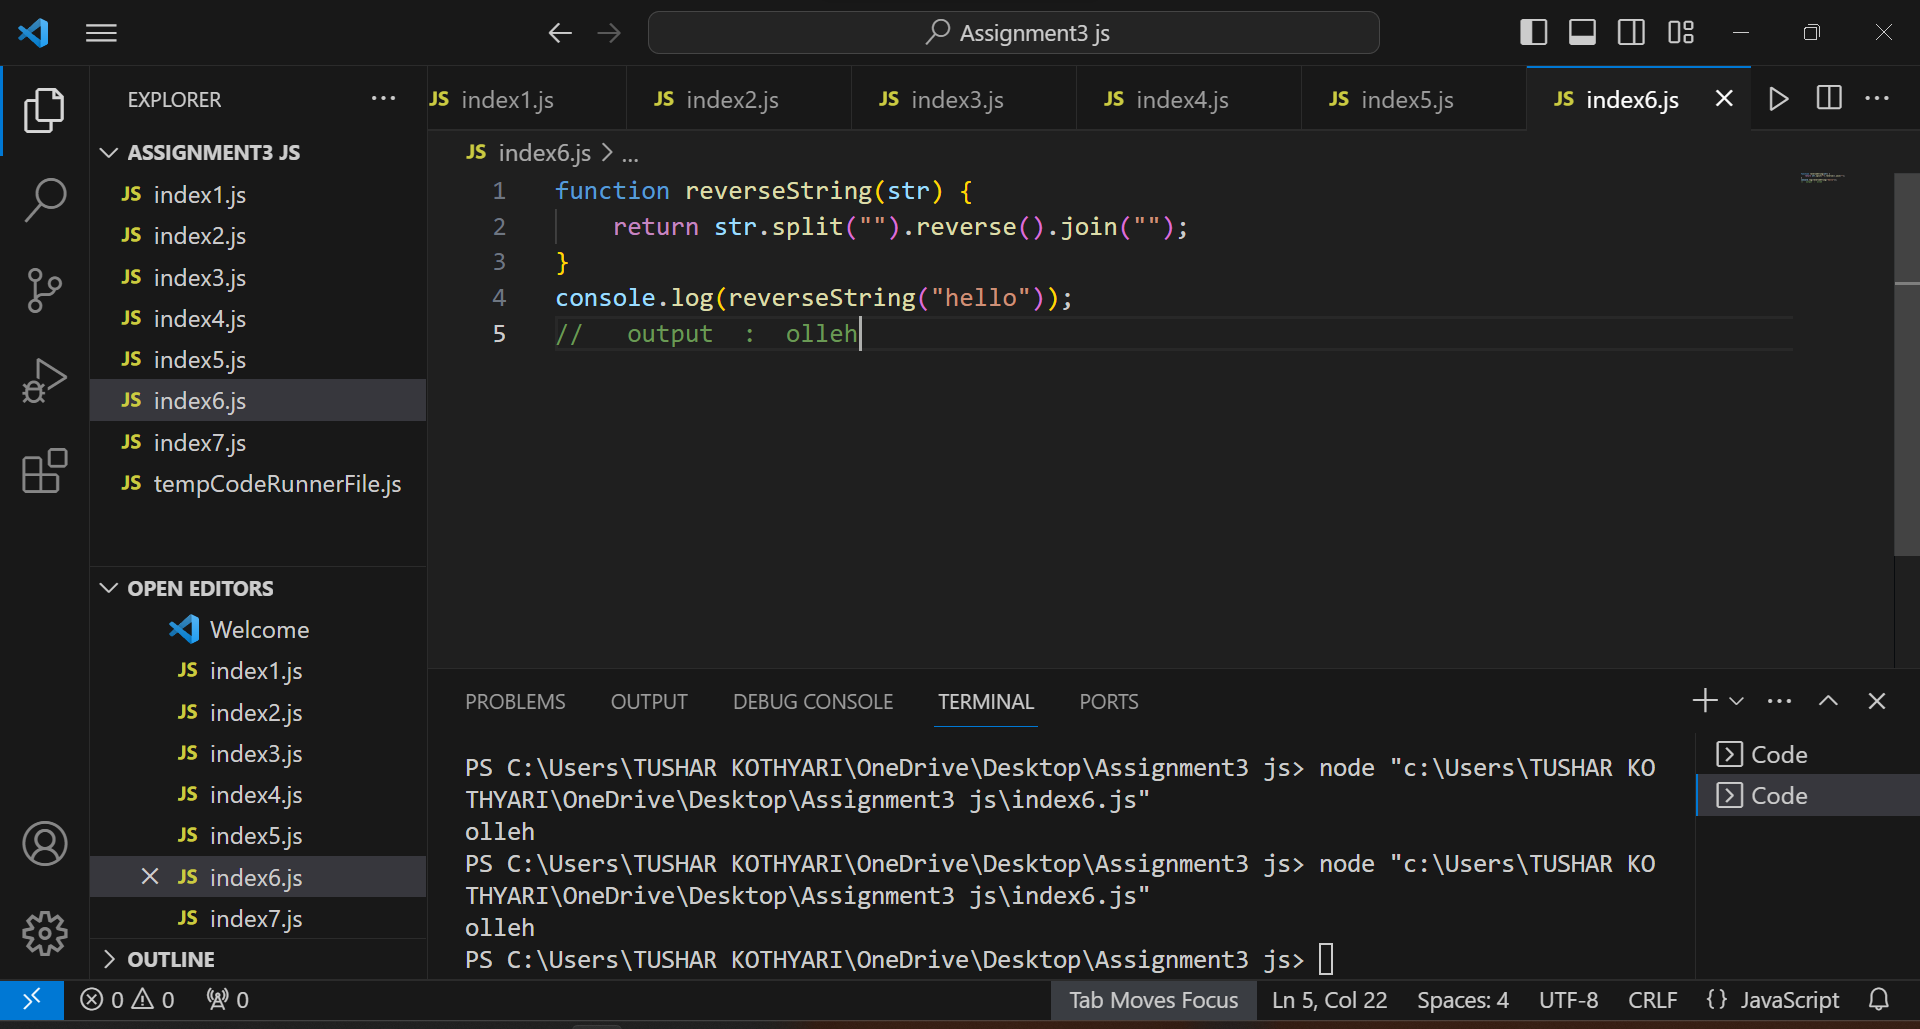 Assignment3 js
EXPLORER
ASSIGNMENT3 JS
JS index1.js
JS index2.js
JS index3.js
JS index4.js
JS index5.js
JS index6.js
JS index7.js
JS tempCodeRunnerFile.js
OPEN EDITORS
Welcome
JS index1.js
JS index2.js
JS index3.js
JS index4.js
JS index5.js
JS index6.js
JS index7.js
OUTLINE
JS index1.js JS index2.js JS index3.js JS index4.js JS index5.js JS index6.js
JS index6.js > ...
1 function reverseString(str) {
2 return str.split("").reverse().join("");
3 }
4 console.log(reverseString("hello"));
5 // output : olleh
PROBLEMS OUTPUT DEBUG CONSOLE TERMINAL PORTS
PS C:\Users\TUSHAR KOTHYARI\OneDrive\Desktop\Assignment3 js> node "c:\Users\TUSHAR KO
THYARI\OneDrive\Desktop\Assignment3 js\index6.js"
olleh
PS C:\Users\TUSHAR KOTHYARI\OneDrive\Desktop\Assignment3 js> node "c:\Users\TUSHAR KO
THYARI\OneDrive\Desktop\Assignment3 js\index6.js"
olleh
PS C:\Users\TUSHAR KOTHYARI\OneDrive\Desktop\Assignment3 js>
Code
Code
0 0 0 Tab Moves Focus Ln 5, Col 22 Spaces: 4 UTF-8 CRLF {} JavaScript